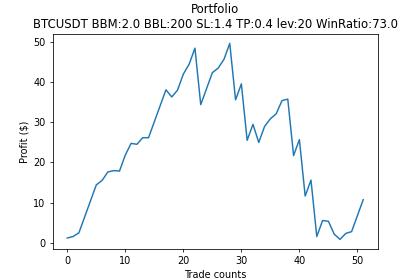 Portfolio
BTCUSDT BBM:2.0 BBL:200 SL:1.4 TP:0.4 lev:20 WinRatio:73.0
50
40
30
20
10
0
Profit ($)
0 10 20 30 40 50
Trade counts